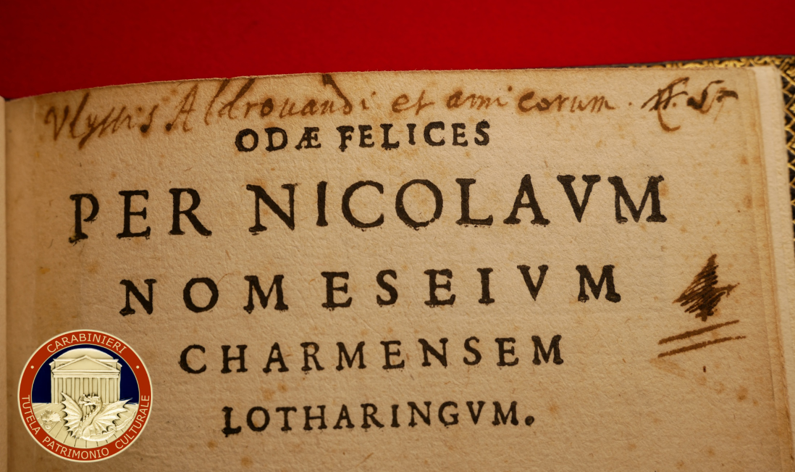 Vlyssis Aldrouandi et amicorum.
ODÆ FELICES
PER NICOLAVM
NOMESEIVM
CHARMENSEM
LOTHARINGVM.
CARABINIERI
TUTELA PATRIMONIO CULTURALE